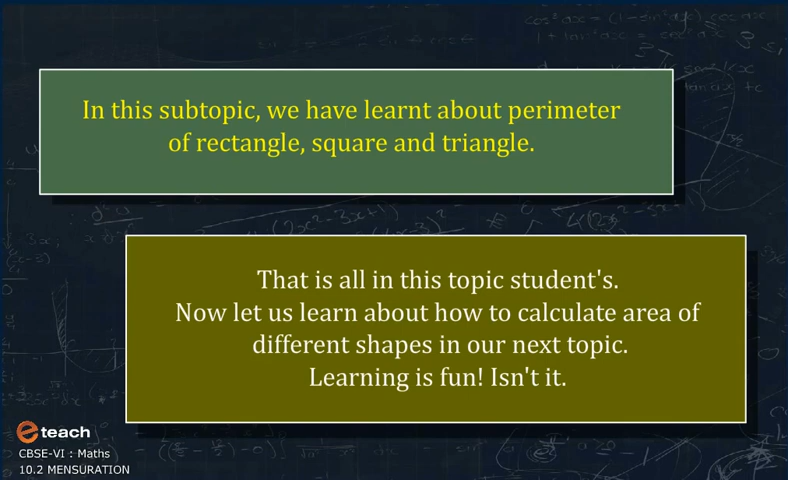 In this subtopic, we have learnt about perimeter
of rectangle, square and triangle.
That is all in this topic student's.
Now let us learn about how to calculate area of
different shapes in our next topic.
Learning is fun! Isn't it.
eteach
CBSE-VI : Maths
10.2 MENSURATION